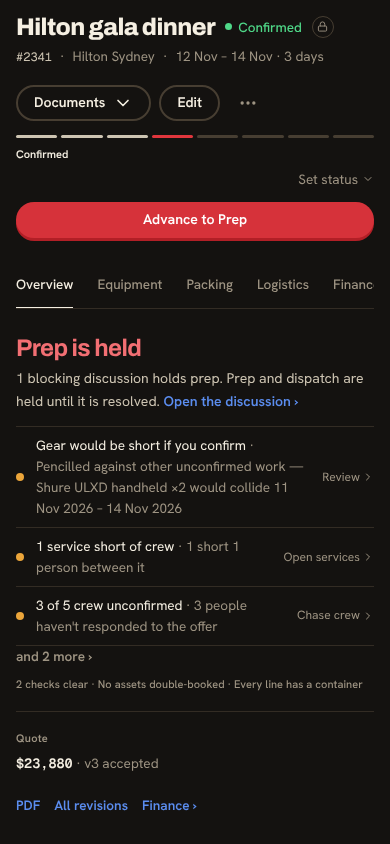 Hilton gala dinner Confirmed
#2341 · Hilton Sydney · 12 Nov – 14 Nov · 3 days
Documents Edit ···
Confirmed
Set status
Advance to Prep
Overview Equipment Packing Logistics Financ
Prep is held
1 blocking discussion holds prep. Prep and dispatch are
held until it is resolved. Open the discussion ›
Gear would be short if you confirm ·
Pencilled against other unconfirmed work —
Shure ULXD handheld ×2 would collide 11
Nov 2026 – 14 Nov 2026
Review ›
1 service short of crew · 1 short 1
person between it
Open services ›
3 of 5 crew unconfirmed · 3 people
haven't responded to the offer
Chase crew ›
and 2 more ›
2 checks clear · No assets double-booked · Every line has a container
Quote
$23,880 · v3 accepted
PDF All revisions Finance ›